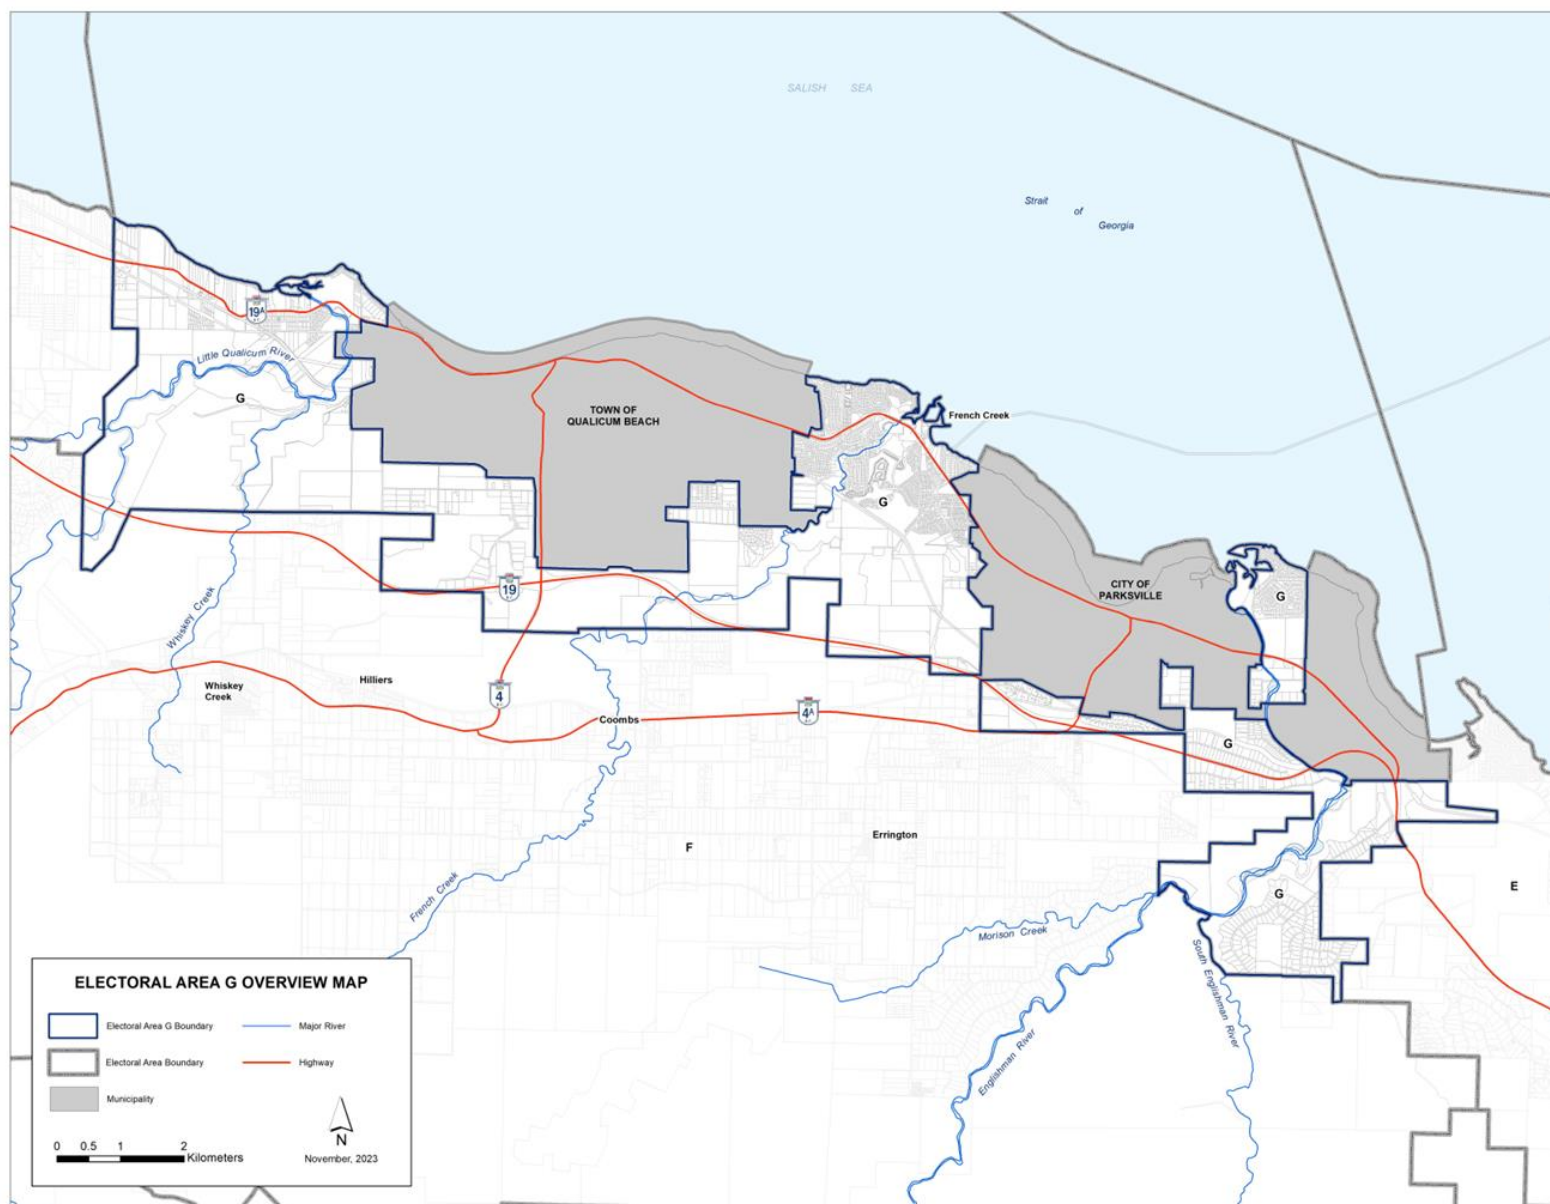 SALISH SEA
Strait of Georgia
19A
Little Qualicum River
G
TOWN OF
QUALICUM BEACH
French Creek
G
CITY OF
PARKSVILLE
G
19
Whiskey Creek
Whiskey
Creek
Hilliers
4
Coombs
4A
G
Errington
F
E
G
French Creek
Morison Creek
South Englishman River
Englishman River
ELECTORAL AREA G OVERVIEW MAP
Electoral Area G Boundary
Major River
Electoral Area Boundary
Highway
Municipality
N
0 0.5 1 2
Kilometers
November, 2023